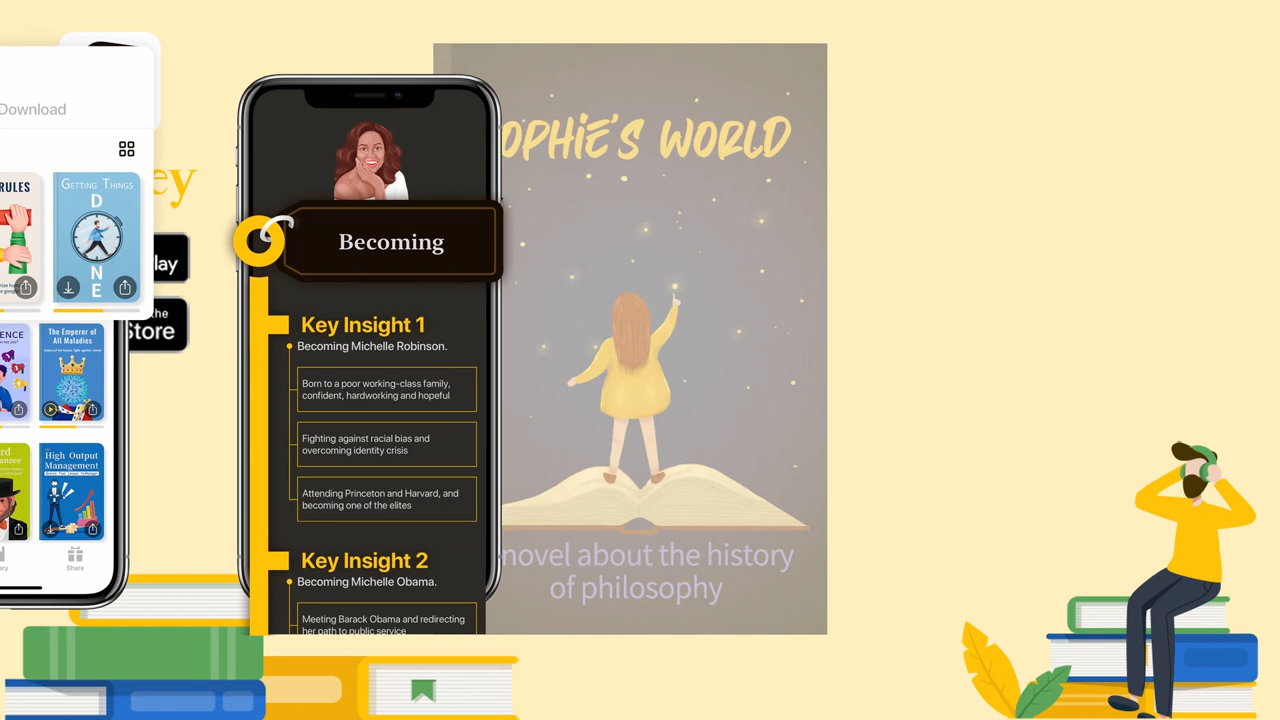 Download
RULES
GETTING THINGS
D
N
E
ey
lay
the
Store
ENCE
The Emperor of
All Maladies
rd
anzee
High Output
Management
ery
Share
Becoming
Key Insight 1
Becoming Michelle Robinson.
Born to a poor working-class family,
confident, hardworking and hopeful
Fighting against racial bias and
overcoming identity crisis
Attending Princeton and Harvard, and
becoming one of the elites
Key Insight 2
Becoming Michelle Obama.
Meeting Barack Obama and redirecting
her path to public service
OPHIE'S WORLD
novel about the history
of philosophy